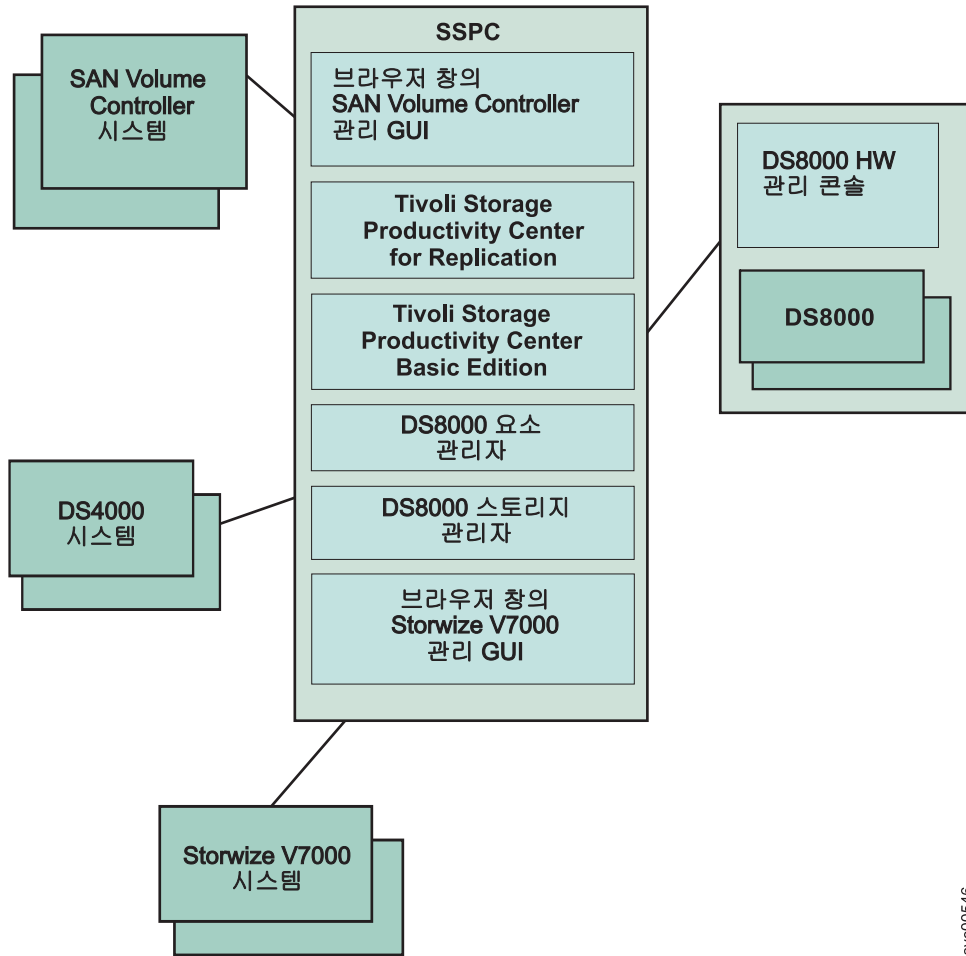 SSPC
브라우저 창의
SAN Volume Controller
관리 GUI
Tivoli Storage
Productivity Center
for Replication
Tivoli Storage
Productivity Center
Basic Edition
DS8000 요소
관리자
DS8000 스토리지
관리자
브라우저 창의
Storwize V7000
관리 GUI
SAN Volume
Controller
시스템
DS4000
시스템
Storwize V7000
시스템
DS8000 HW
관리 콘솔
DS8000
svc00546